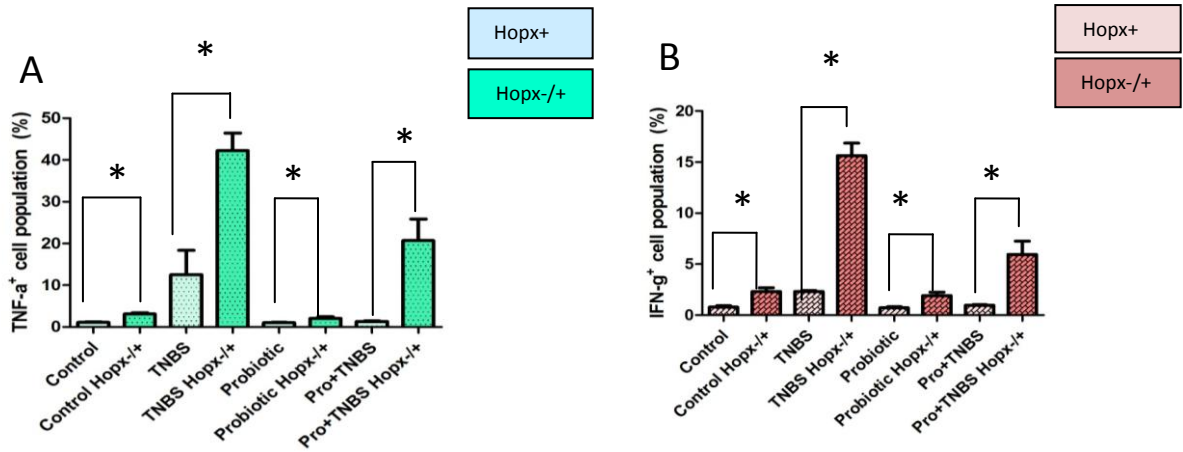 Hopx+
Hopx-/+
A
*
*
*
*
TNF-a+ cell population (%)
50
40
30
20
10
0
Control
Control Hopx-/+
TNBS
TNBS Hopx-/+
Probiotic
Probiotic Hopx-/+
Pro+TNBS
Pro+TNBS Hopx-/+
Hopx+
Hopx-/+
B
*
*
*
*
IFN-g+ cell population (%)
20
15
10
5
0
Control
Control Hopx-/+
TNBS
TNBS Hopx-/+
Probiotic
Probiotic Hopx-/+
Pro+TNBS
Pro+TNBS Hopx-/+